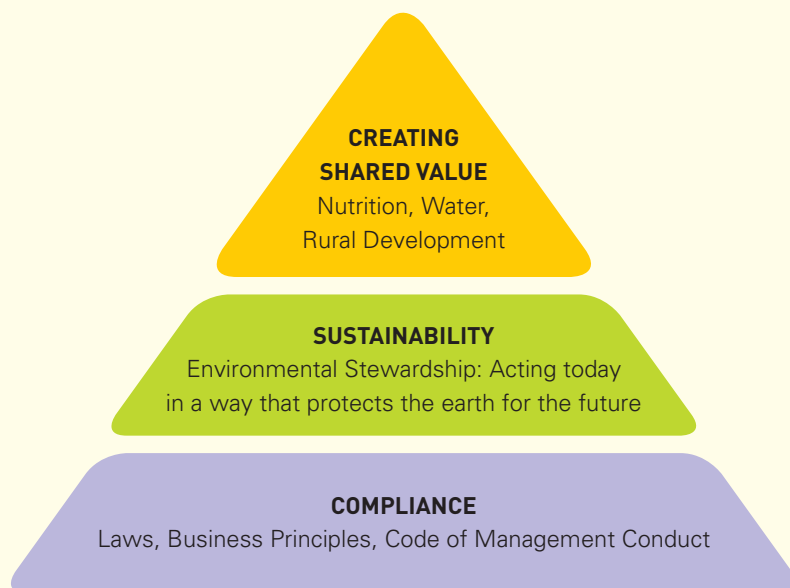 CREATING
SHARED VALUE
Nutrition, Water,
Rural Development
SUSTAINABILITY
Environmental Stewardship: Acting today
in a way that protects the earth for the future
COMPLIANCE
Laws, Business Principles, Code of Management Conduct